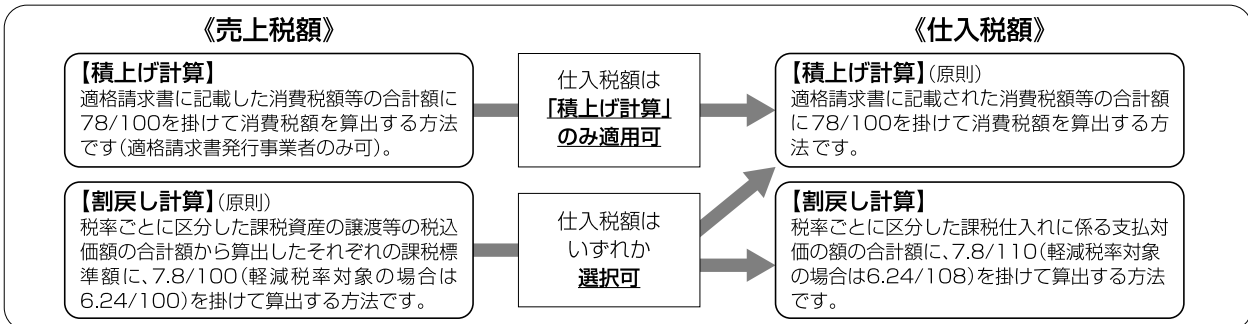 《売上税額》
【積上げ計算】
適格請求書に記載した消費税額等の合計額に
78/100を掛けて消費税額を算出する方法
です(適格請求書発行事業者のみ可)。
仕入税額は
「積上げ計算」
のみ適用可
《仕入税額》
【積上げ計算】(原則)
適格請求書に記載された消費税額等の合計額
に78/100を掛けて消費税額を算出する方
法です。
【割戻し計算】(原則)
税率ごとに区分した課税資産の譲渡等の税込
価額の合計額から算出したそれぞれの課税標
準額に、7.8/100(軽減税率対象の場合は
6.24/100)を掛けて算出する方法です。
仕入税額は
いずれか
選択可
【割戻し計算】
税率ごとに区分した課税仕入れに係る支払対
価の額の合計額に、7.8/110(軽減税率対象
の場合は6.24/108)を掛けて算出する方法
です。